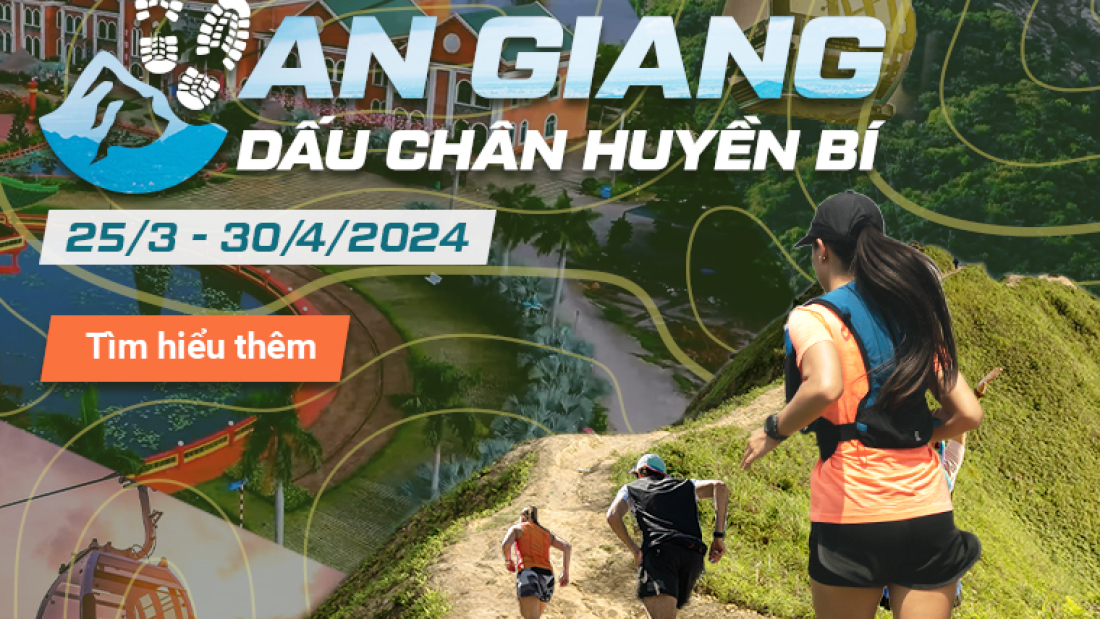 AN GIANG
DẤU CHÂN HUYỀN BÍ
25/3 - 30/4/2024
Tìm hiểu thêm